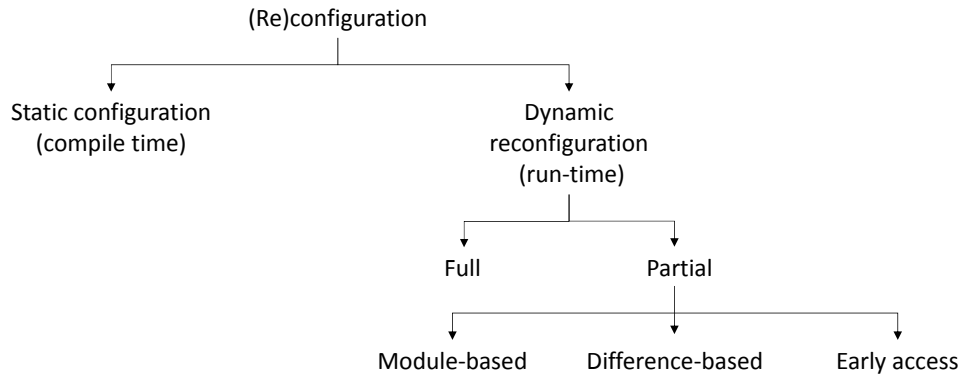 (Re)configuration
Static configuration
(compile time)
Dynamic
reconfiguration
(run-time)
Full
Partial
Module-based
Difference-based
Early access